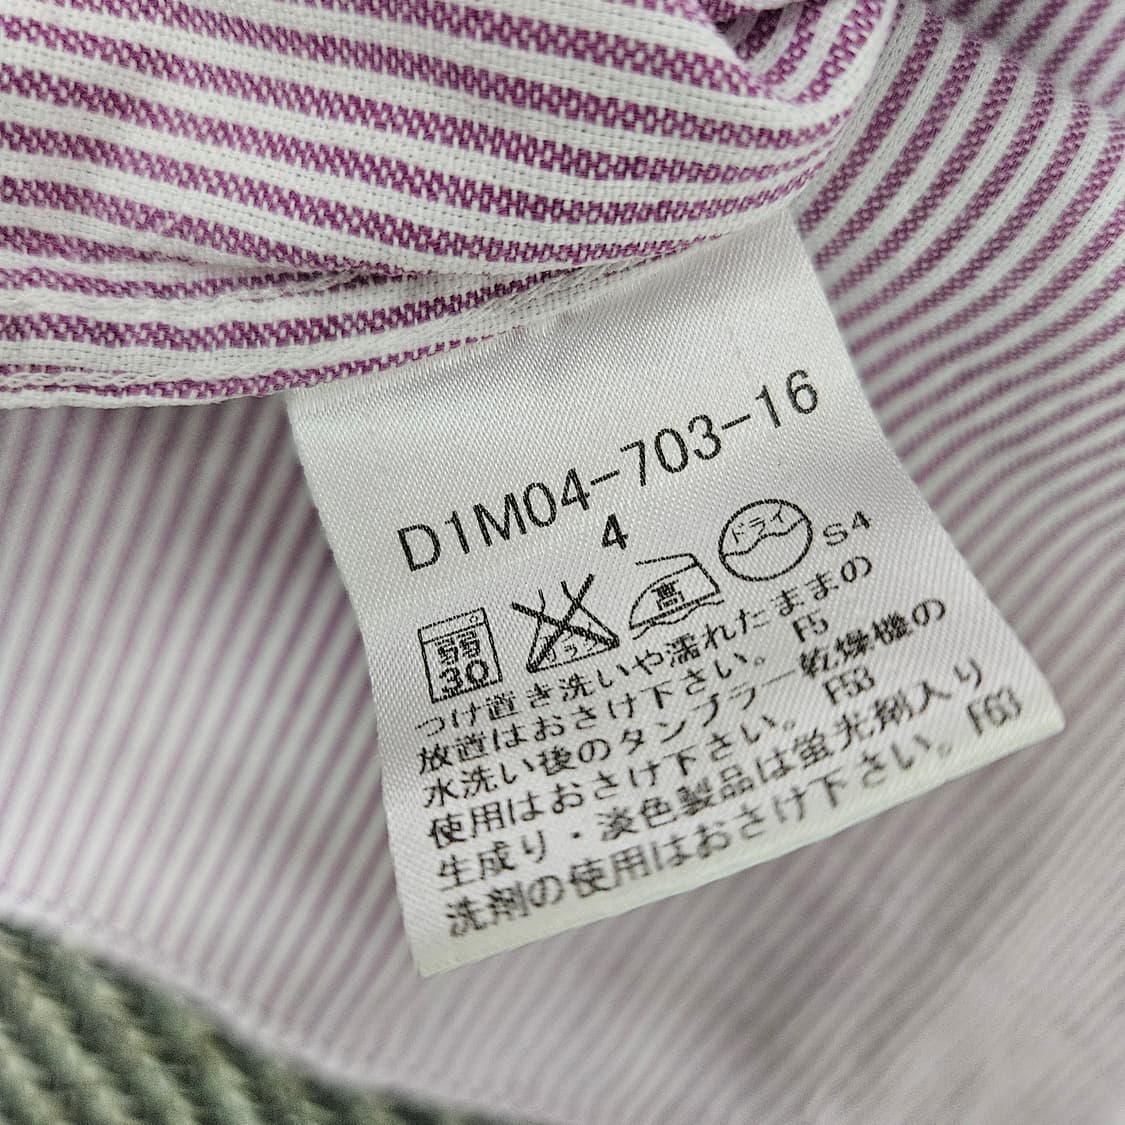 D1M04-703-16
4
弱
30
高
ドライ
S4
つけ置き洗いや濡れたままの
放置はおさけ下さい。 F5
水洗い後のタンブラー乾燥機の
使用はおさけ下さい。 F53
生成り・淡色製品は蛍光剤入り
洗剤の使用はおさけ下さい。 F63